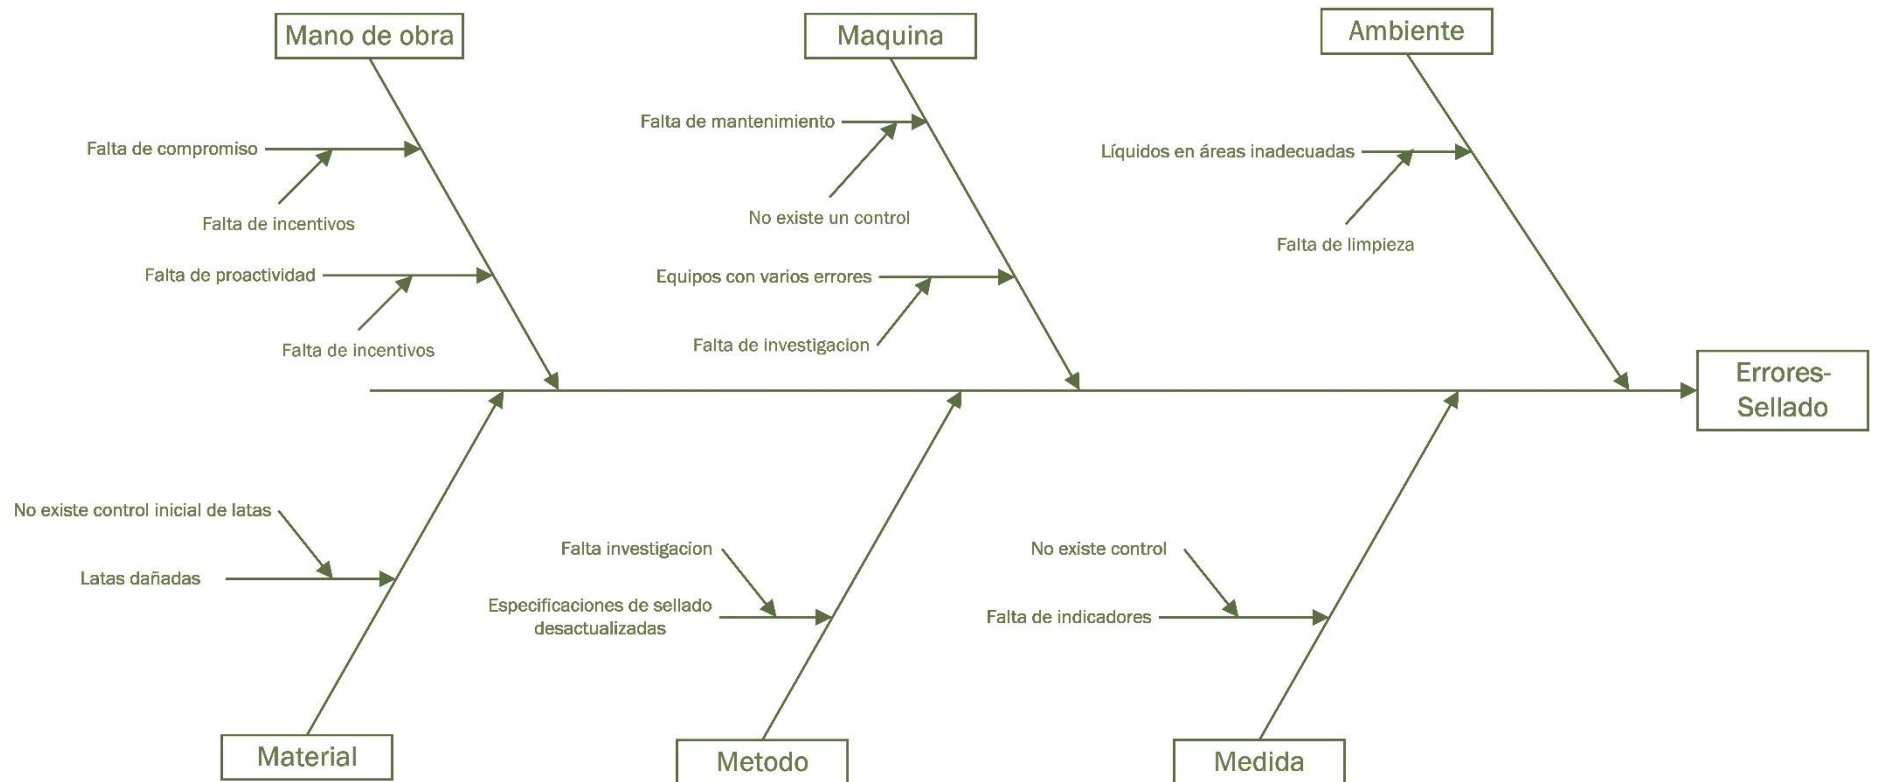 Mano de obra
Maquina
Ambiente
Falta de compromiso
Falta de incentivos
Falta de proactividad
Falta de incentivos
Falta de mantenimiento
No existe un control
Equipos con varios errores
Falta de investigacion
Líquidos en áreas inadecuadas
Falta de limpieza
Errores-
Sellado
No existe control inicial de latas
Latas dañadas
Falta investigacion
Especificaciones de sellado
desactualizadas
No existe control
Falta de indicadores
Material
Metodo
Medida